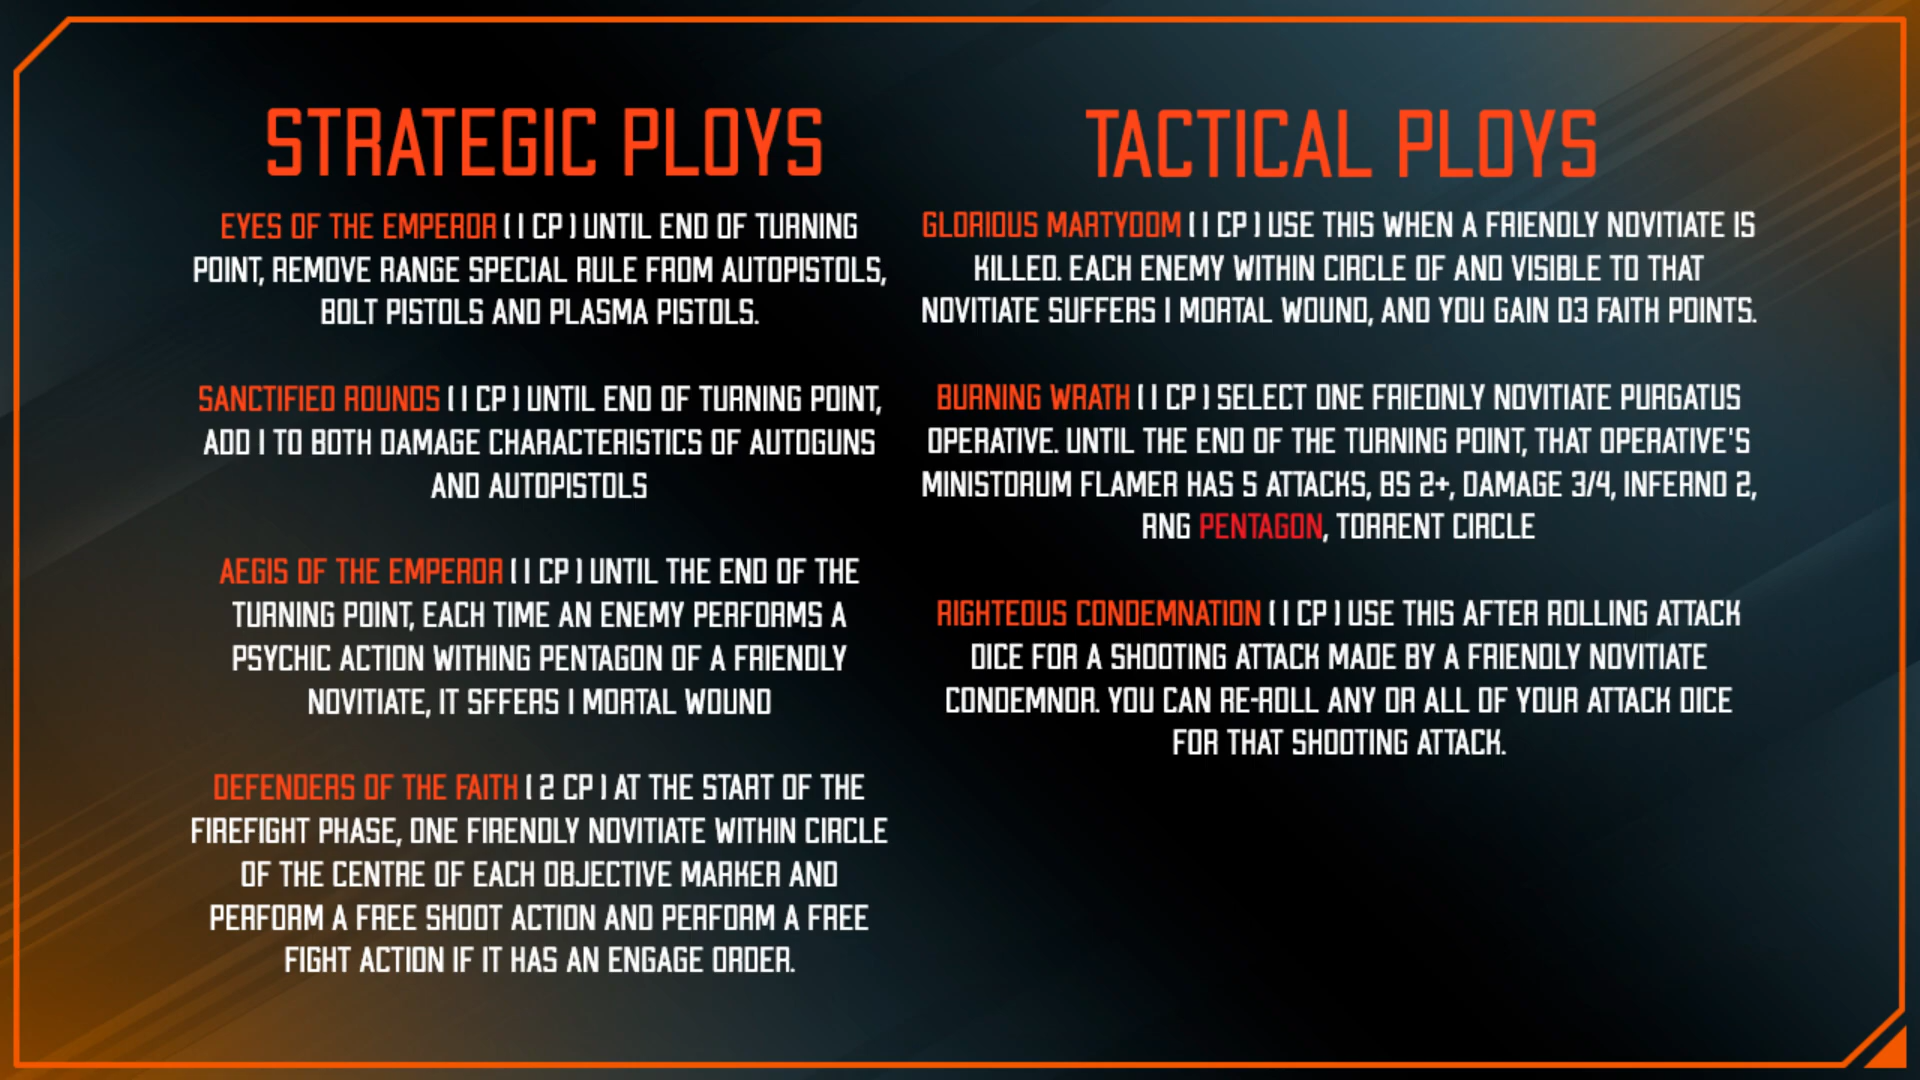 STRATEGIC PLOYS
EYES OF THE EMPEROR ( 1 CP ) UNTIL END OF TURNING
POINT, REMOVE RANGE SPECIAL RULE FROM AUTOPISTOLS,
BOLT PISTOLS AND PLASMA PISTOLS.
SANCTIFIED ROUNDS ( 1 CP ) UNTIL END OF TURNING POINT,
ADD 1 TO BOTH DAMAGE CHARACTERISTICS OF AUTOGUNS
AND AUTOPISTOLS
AEGIS OF THE EMPEROR ( 1 CP ) UNTIL THE END OF THE
TURNING POINT, EACH TIME AN ENEMY PERFORMS A
PSYCHIC ACTION WITHING PENTAGON OF A FRIENDLY
NOVITIATE, IT SFFERS 1 MORTAL WOUND
DEFENDERS OF THE FAITH ( 2 CP ) AT THE START OF THE
FIREFIGHT PHASE, ONE FIRENDLY NOVITIATE WITHIN CIRCLE
OF THE CENTRE OF EACH OBJECTIVE MARKER AND
PERFORM A FREE SHOOT ACTION AND PERFORM A FREE
FIGHT ACTION IF IT HAS AN ENGAGE ORDER.
TACTICAL PLOYS
GLORIOUS MARTYDOM ( 1 CP ) USE THIS WHEN A FRIENDLY NOVITIATE IS
KILLED. EACH ENEMY WITHIN CIRCLE OF AND VISIBLE TO THAT
NOVITIATE SUFFERS 1 MORTAL WOUND, AND YOU GAIN D3 FAITH POINTS.
BURNING WRATH ( 1 CP ) SELECT ONE FRIEDNLY NOVITIATE PURGATUS
OPERATIVE. UNTIL THE END OF THE TURNING POINT, THAT OPERATIVE'S
MINISTORUM FLAMER HAS 5 ATTACKS, BS 2+, DAMAGE 3/4, INFERNO 2,
RNG PENTAGON, TORRENT CIRCLE
RIGHTEOUS CONDEMNATION ( 1 CP ) USE THIS AFTER ROLLING ATTACK
DICE FOR A SHOOTING ATTACK MADE BY A FRIENDLY NOVITIATE
CONDEMNOR. YOU CAN RE-ROLL ANY OR ALL OF YOUR ATTACK DICE
FOR THAT SHOOTING ATTACK.